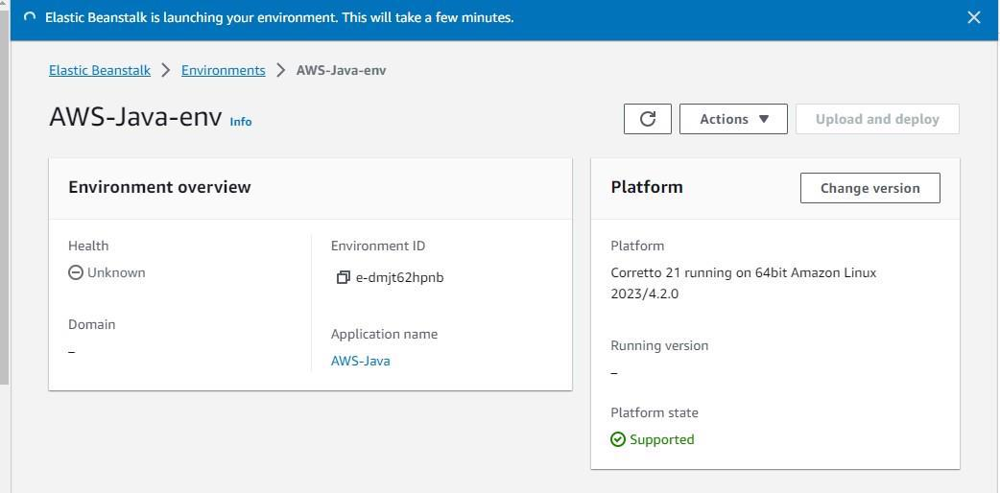 Elastic Beanstalk is launching your environment. This will take a few minutes.
Elastic Beanstalk > Environments > AWS-Java-env
AWS-Java-env Info
Actions
Upload and deploy
Environment overview
Health
Unknown
Domain
–
Environment ID
e-dmjt62hpnb
Application name
AWS-Java
Platform
Change version
Platform
Corretto 21 running on 64bit Amazon Linux
2023/4.2.0
Running version
–
Platform state
Supported